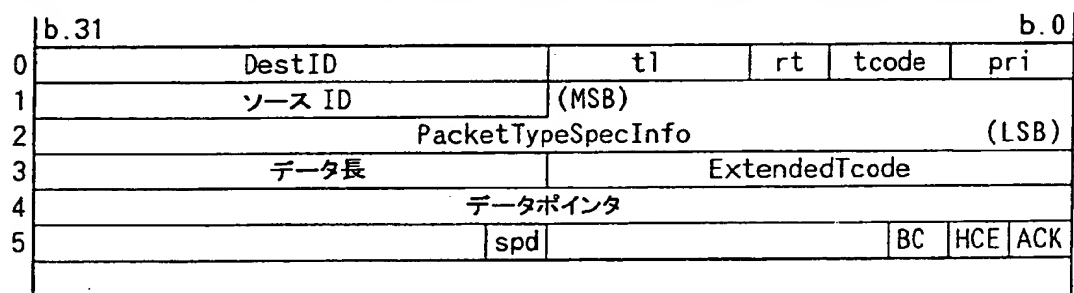 b.31 b.0
0 DestID tl rt tcode pri
1 ソース ID (MSB)
2 PacketTypeSpecInfo (LSB)
3 データ長 ExtendedTcode
4 データポインタ
5 spd BC HCE ACK